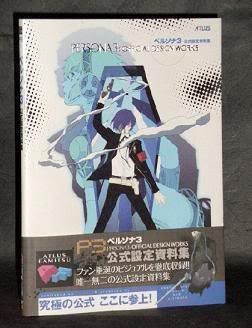 ATLUS
ペルソナ3 公式設定資料集
PERSONA3 OFFICIAL DESIGN WORKS
P3
ペルソナ3
PERSONA3 OFFICIAL DESIGN WORKS
公式設定資料集
ATLUS
FAMITSU
ファン垂涎のビジュアルを徹底収録!!
唯一無二の公式設定資料集
究極の公式 ここに参上!